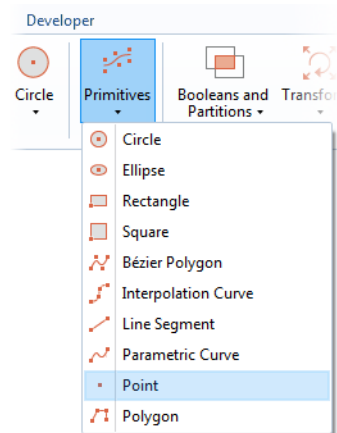 Developer
Circle
Primitives
Booleans and
Partitions
Circle
Ellipse
Rectangle
Square
Bézier Polygon
Interpolation Curve
Line Segment
Parametric Curve
Point
Polygon